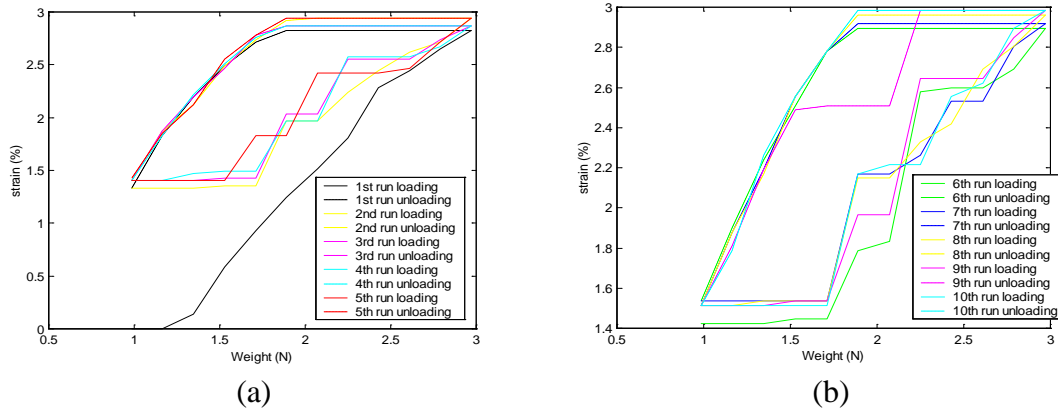 3
2.5
2
1.5
1
0.5
0
strain (%)
1st run loading
1st run unloading
2nd run loading
2nd run unloading
3rd run loading
3rd run unloading
4th run loading
4th run unloading
5th run loading
5th run unloading
0.5
1
1.5
2
2.5
3
Weight (N)
(a)
3
2.8
2.6
2.4
2.2
2
1.8
1.6
1.4
strain (%)
6th run loading
6th run unloading
7th run loading
7th run unloading
8th run loading
8th run unloading
9th run loading
9th run unloading
10th run loading
10th run unloading
0.5
1
1.5
2
2.5
3
Weight (N)
(b)